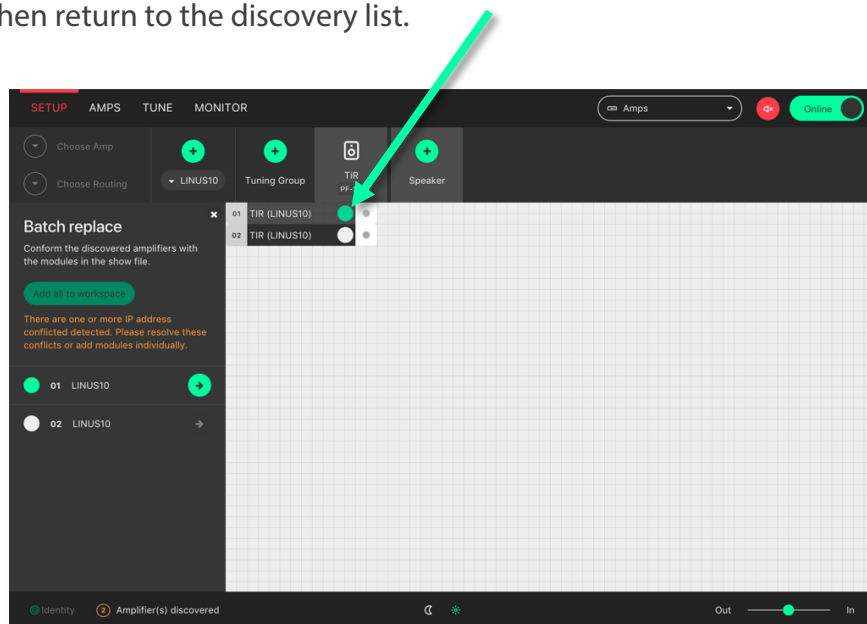 hen return to the discovery list.
SETUP AMPS TUNE MONITOR
Amps
Online
Choose Amp
Choose Routing
LINUS10
Tuning Group
TiR
Speaker
Batch replace
Conform the discovered amplifiers with
the modules in the show file.
Add all to workspace
There are one or more IP address
conflicted detected. Please resolve these
conflicts or add modules individually.
01 LINUS10
02 LINUS10
01 TIR (LINUS10)
02 TIR (LINUS10)
Identity
2 Amplifier(s) discovered
Out
In